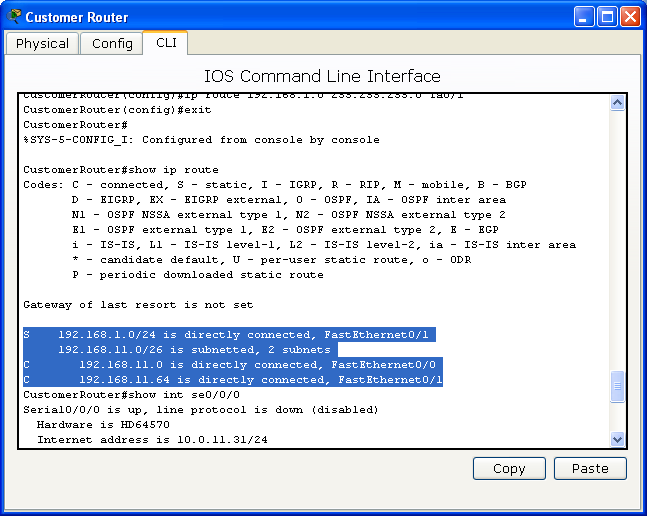 Customer Router
Physical Config CLI
IOS Command Line Interface
CustomerRouter(config)#ip route 192.168.1.0 255.255.255.0 fa0/1
CustomerRouter(config)#exit
CustomerRouter#
%SYS-5-CONFIG_I: Configured from console by console
CustomerRouter#show ip route
Codes: C - connected, S - static, I - IGRP, R - RIP, M - mobile, B - BGP
D - EIGRP, EX - EIGRP external, O - OSPF, IA - OSPF inter area
N1 - OSPF NSSA external type 1, N2 - OSPF NSSA external type 2
E1 - OSPF external type 1, E2 - OSPF external type 2, E - EGP
i - IS-IS, L1 - IS-IS level-1, L2 - IS-IS level-2, ia - IS-IS inter area
* - candidate default, U - per-user static route, o - ODR
P - periodic downloaded static route
Gateway of last resort is not set
S 192.168.1.0/24 is directly connected, FastEthernet0/1
192.168.11.0/26 is subnetted, 2 subnets
C 192.168.11.0 is directly connected, FastEthernet0/0
C 192.168.11.64 is directly connected, FastEthernet0/1
CustomerRouter#show int se0/0/0
Serial0/0/0 is up, line protocol is down (disabled)
Hardware is HD64570
Internet address is 10.0.11.31/24
Copy Paste